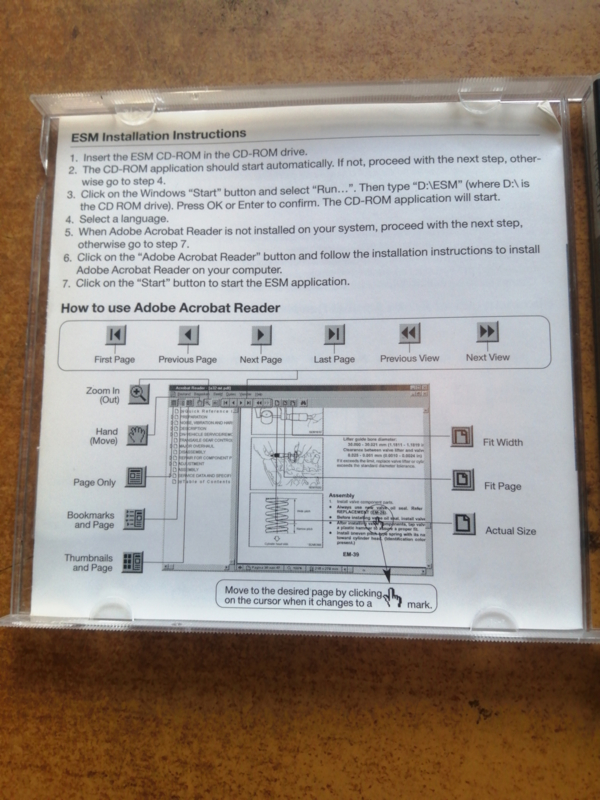 ESM Installation Instructions
1. Insert the ESM CD-ROM in the CD-ROM drive.
2. The CD-ROM application should start automatically. If not, proceed with the next step, other-
wise go to step 4.
3. Click on the Windows “Start” button and select “Run...”. Then type “D:\ESM” (where D:\ is
the CD ROM drive). Press OK or Enter to confirm. The CD-ROM application will start.
4. Select a language.
5. When Adobe Acrobat Reader is not installed on your system, proceed with the next step,
otherwise go to step 7.
6. Click on the “Adobe Acrobat Reader” button and follow the installation instructions to install
Adobe Acrobat Reader on your computer.
7. Click on the “Start” button to start the ESM application.
How to use Adobe Acrobat Reader
First Page
Previous Page
Next Page
Last Page
Previous View
Next View
Zoom In
(Out)
Hand
(Move)
Page Only
Bookmarks
and Page
Thumbnails
and Page
PREPARATION
DESCRIPTION
MAJOR OVERHAUL
Table of Contents
Assembly
EM-39
Fit Width
Fit Page
Actual Size
Move to the desired page by clicking
on the cursor when it changes to a mark.